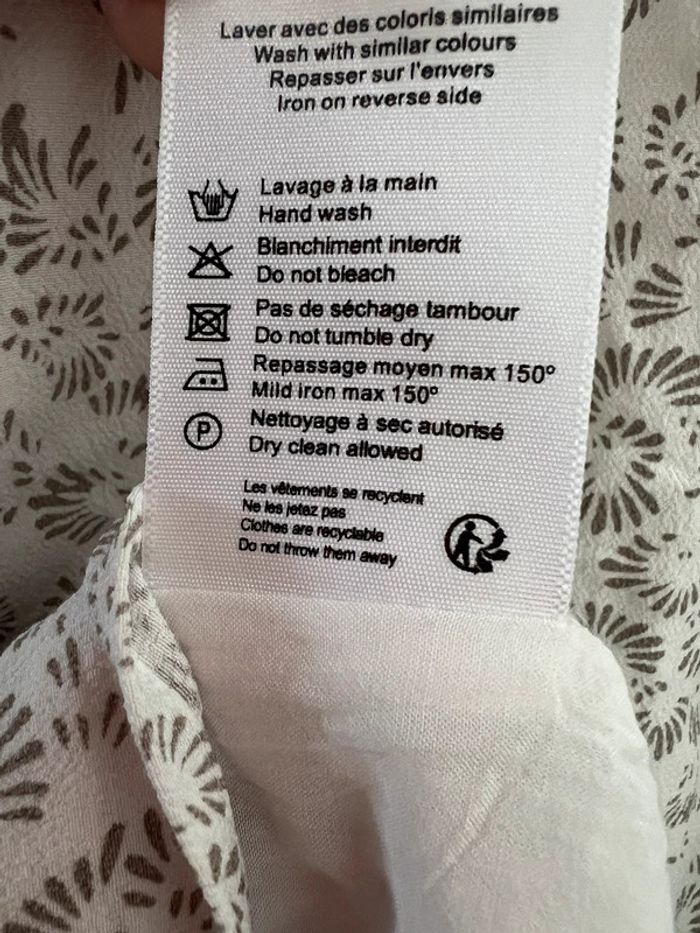 Laver avec des coloris similaires
Wash with similar colours
Repasser sur l'envers
Iron on reverse side
Lavage à la main
Hand wash
Blanchiment interdit
Do not bleach
Pas de séchage tambour
Do not tumble dry
Repassage moyen max 150°
Mild iron max 150°
P
Nettoyage à sec autorisé
Dry clean allowed
Les vêtements se recyclent
Ne les jetez pas
Clothes are recyclable
Do not throw them away